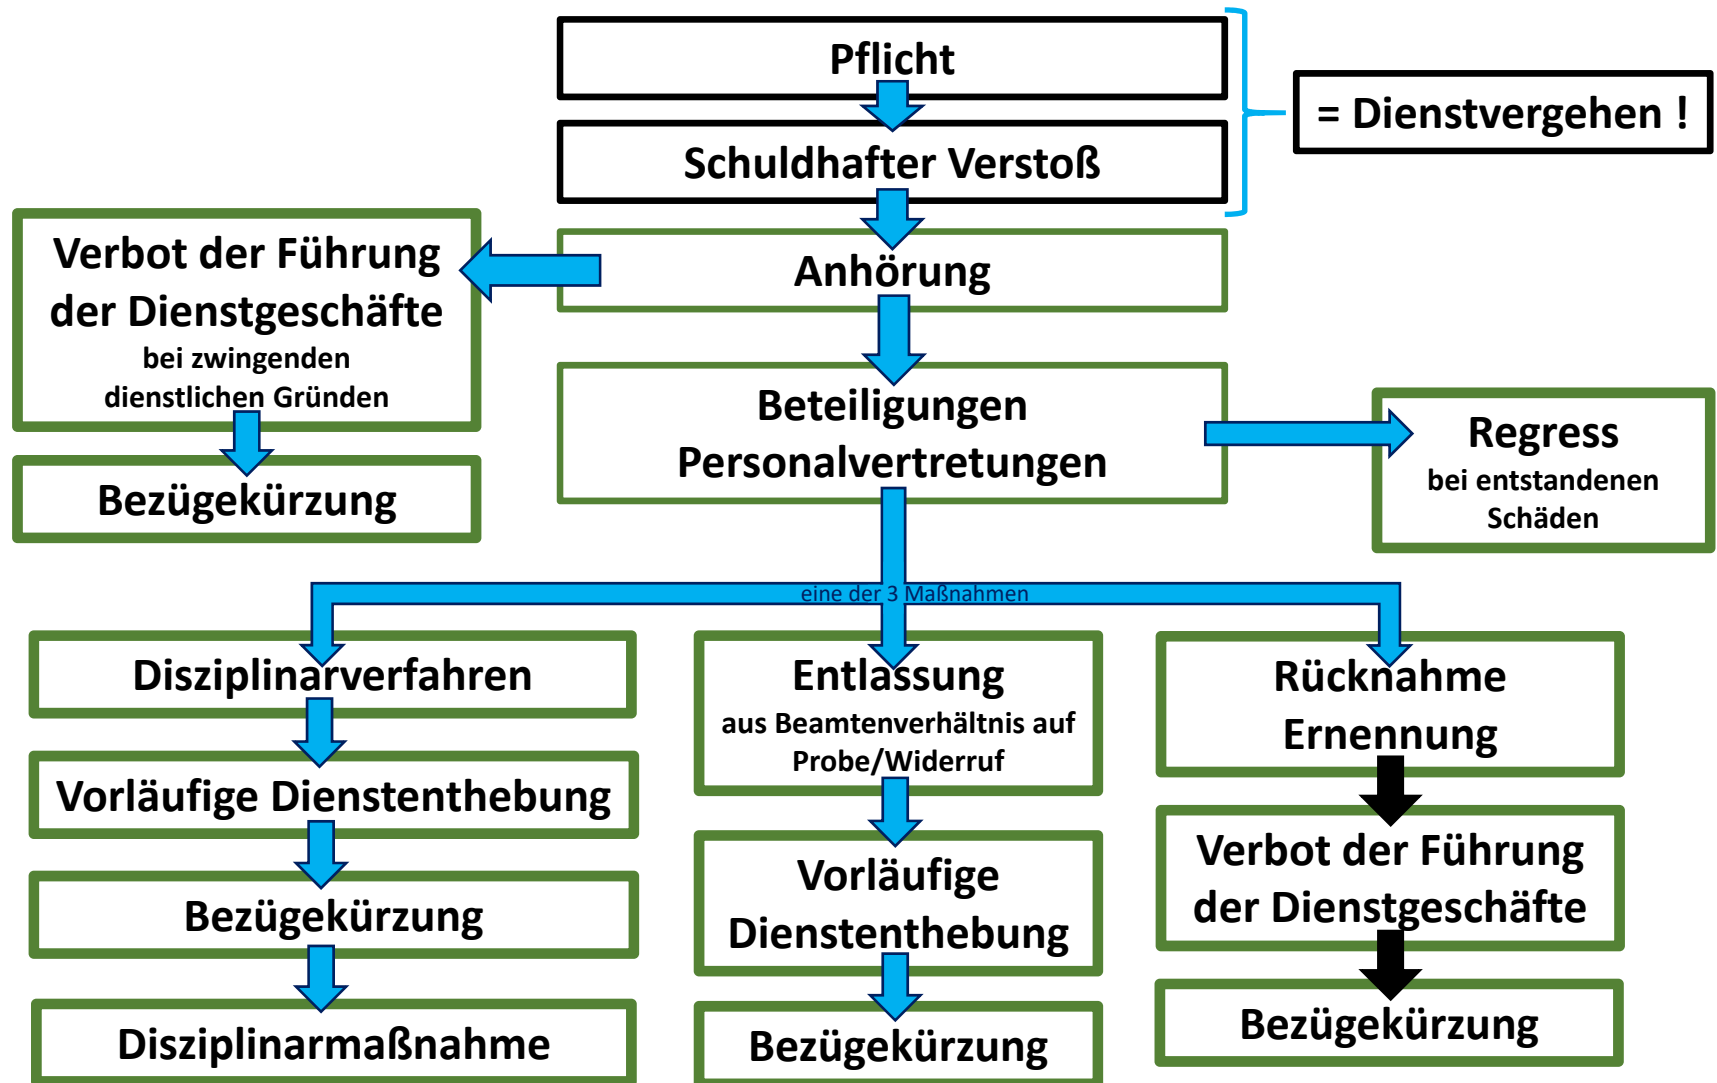 Pflicht
= Dienstvergehen !
Schuldhafter Verstoß
Verbot der Führung
der Dienstgeschäfte
bei zwingenden
dienstlichen Gründen
Anhörung
Beteiligungen
Personalvertretungen
Regress
bei entstandenen
Schäden
Bezügekürzung
eine der 3 Maßnahmen
Disziplinarverfahren
Vorläufige Dienstenthebung
Bezügekürzung
Disziplinarmaßnahme
Entlassung
aus Beamtenverhältnis auf
Probe/Widerruf
Vorläufige
Dienstenthebung
Bezügekürzung
Rücknahme
Ernennung
Verbot der Führung
der Dienstgeschäfte
Bezügekürzung